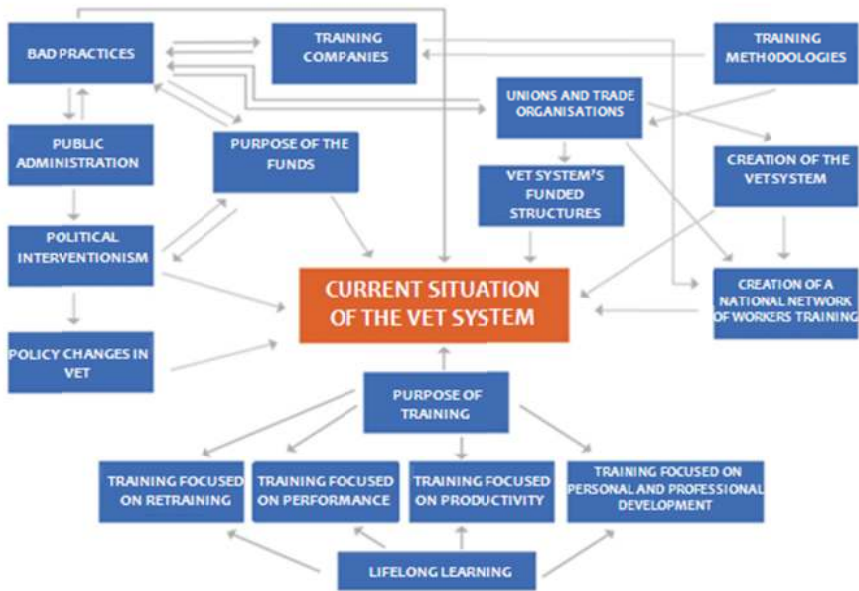 BAD PRACTICES
TRAINING
COMPANIES
TRAINING
METHODOLOGIES
UNIONS AND TRADE
ORGANISATIONS
PUBLIC
ADMINISTRATION
PURPOSE OF THE
FUNDS
CREATION OF THE
VET SYSTEM
VET SYSTEM'S
FUNDED
STRUCTURES
POLITICAL
INTERVENTIONISM
CURRENT SITUATION
OF THE VET SYSTEM
CREATION OF A
NATIONAL NETWORK
OF WORKERS TRAINING
POLICY CHANGES IN
VET
PURPOSE OF
TRAINING
TRAINING FOCUSED
ON RETRAINING
TRAINING FOCUSED
ON PERFORMANCE
TRAINING FOCUSED
ON PRODUCTIVITY
TRAINING FOCUSED ON
PERSONAL AND PROFESSIONAL
DEVELOPMENT
LIFELONG LEARNING